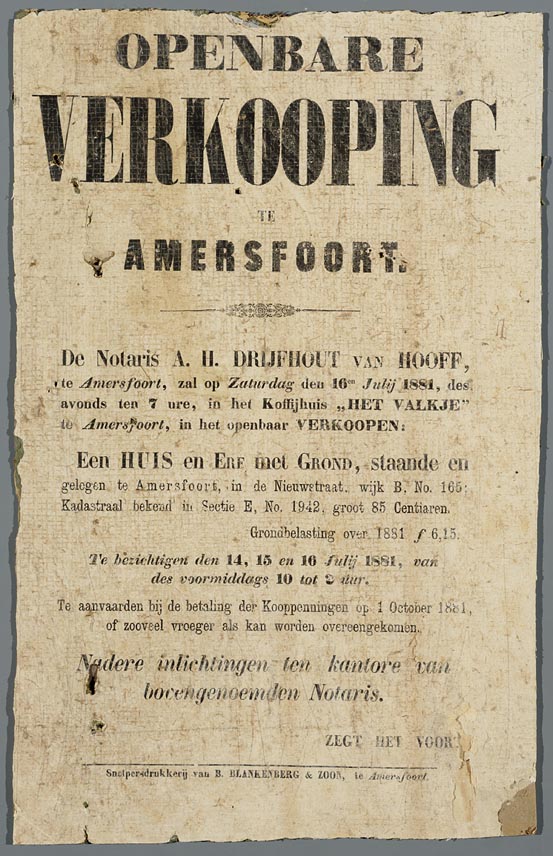 OPENBARE
VERKOOPING
TE
AMERSFOORT.
De Notaris A. H. DRIJFHOUT VAN HOOFF,
te Amersfoort, zal op Zaturdag den 16en Julij 1881, des
avonds ten 7 ure, in het Koffijhuis „HET VALKJE”
te Amersfoort, in het openbaar VERKOOPEN:
Een HUIS en ERF met GROND, staande en
gelegen te Amersfoort, in de Nieuwstraat, wijk B, No. 165;
Kadastraal bekend in Sectie E, No. 1942, groot 85 Centiaren.
Grondbelasting over 1881 f 6,15.
Te bezichtigen den 14, 15 en 16 Julij 1881, van
des voormiddags 10 tot 2 uur.
Te aanvaarden bij de betaling der Kooppenningen op 1 October 1881,
of zooveel vroeger als kan worden overeengekomen.
Nadere inlichtingen ten kantore van
bovengenoemden Notaris.
ZEGT HET VOORT
Snelpersdrukkerij van B. BLANKENBERG & ZOON, te Amersfoort.